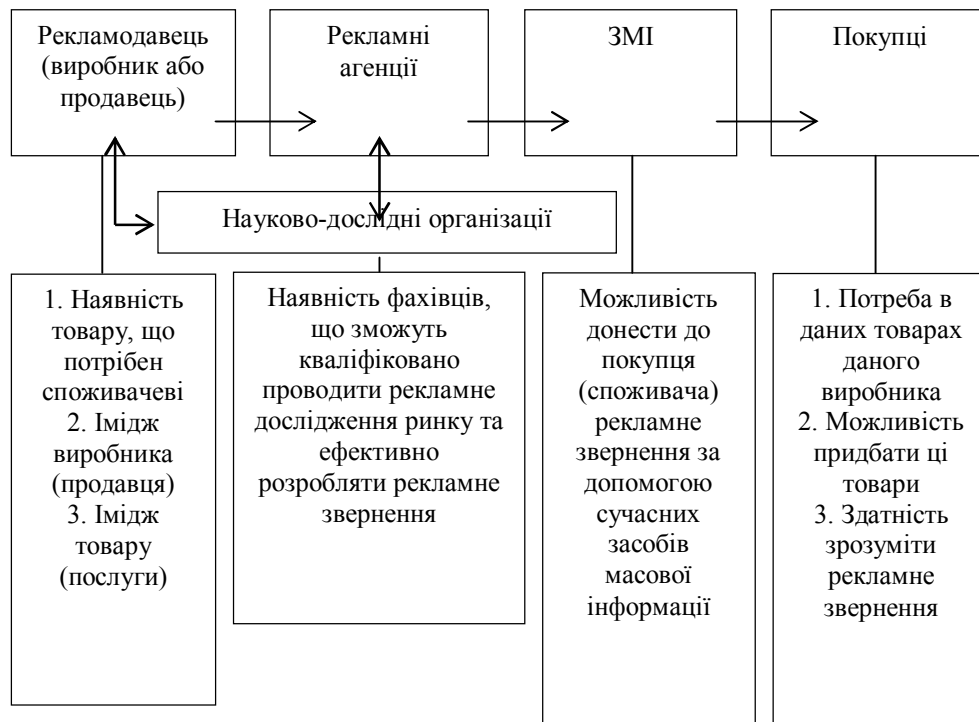 Рекламодавець
(виробник або
продавець)
Рекламні
агенції
ЗМІ
Покупці
Науково-дослідні організації
1. Наявність
товару, що
потрібен
споживачеві
2. Імідж
виробника
(продавця)
3. Імідж
товару
(послуги)
Наявність фахівців,
що зможуть
кваліфіковано
проводити рекламне
дослідження ринку та
ефективно
розробляти рекламне
звернення
Можливість
донести до
покупця
(споживача)
рекламне
звернення за
допомогою
сучасних
засобів
масової
інформації
1. Потреба в
даних товарах
даного
виробника
2. Можливість
придбати ці
товари
3. Здатність
зрозуміти
рекламне
звернення